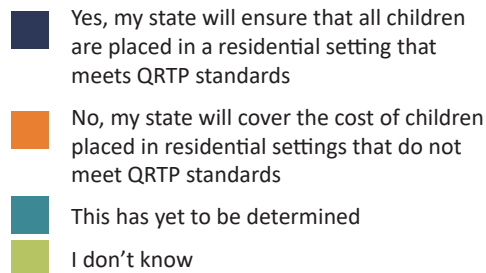 Yes, my state will ensure that all children
are placed in a residential setting that
meets QRTP standards
No, my state will cover the cost of children
placed in residential settings that do not
meet QRTP standards
This has yet to be determined
I don’t know